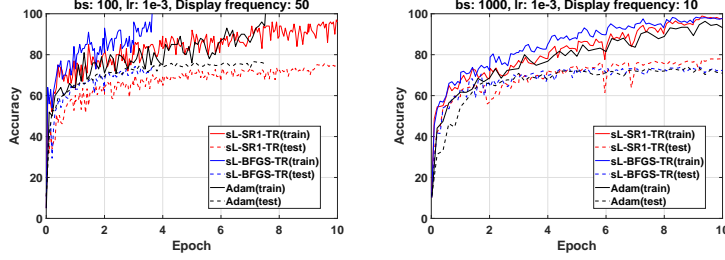 bs: 100, lr: 1e-3, Display frequency: 50
100
80
60
40
20
0
Accuracy
0 2 4 6 8 10
Epoch
sL-SR1-TR(train)
sL-SR1-TR(test)
sL-BFGS-TR(train)
sL-BFGS-TR(test)
Adam(train)
Adam(test)
bs: 1000, lr: 1e-3, Display frequency: 10
100
80
60
40
20
0
Accuracy
0 2 4 6 8 10
Epoch
sL-SR1-TR(train)
sL-SR1-TR(test)
sL-BFGS-TR(train)
sL-BFGS-TR(test)
Adam(train)
Adam(test)